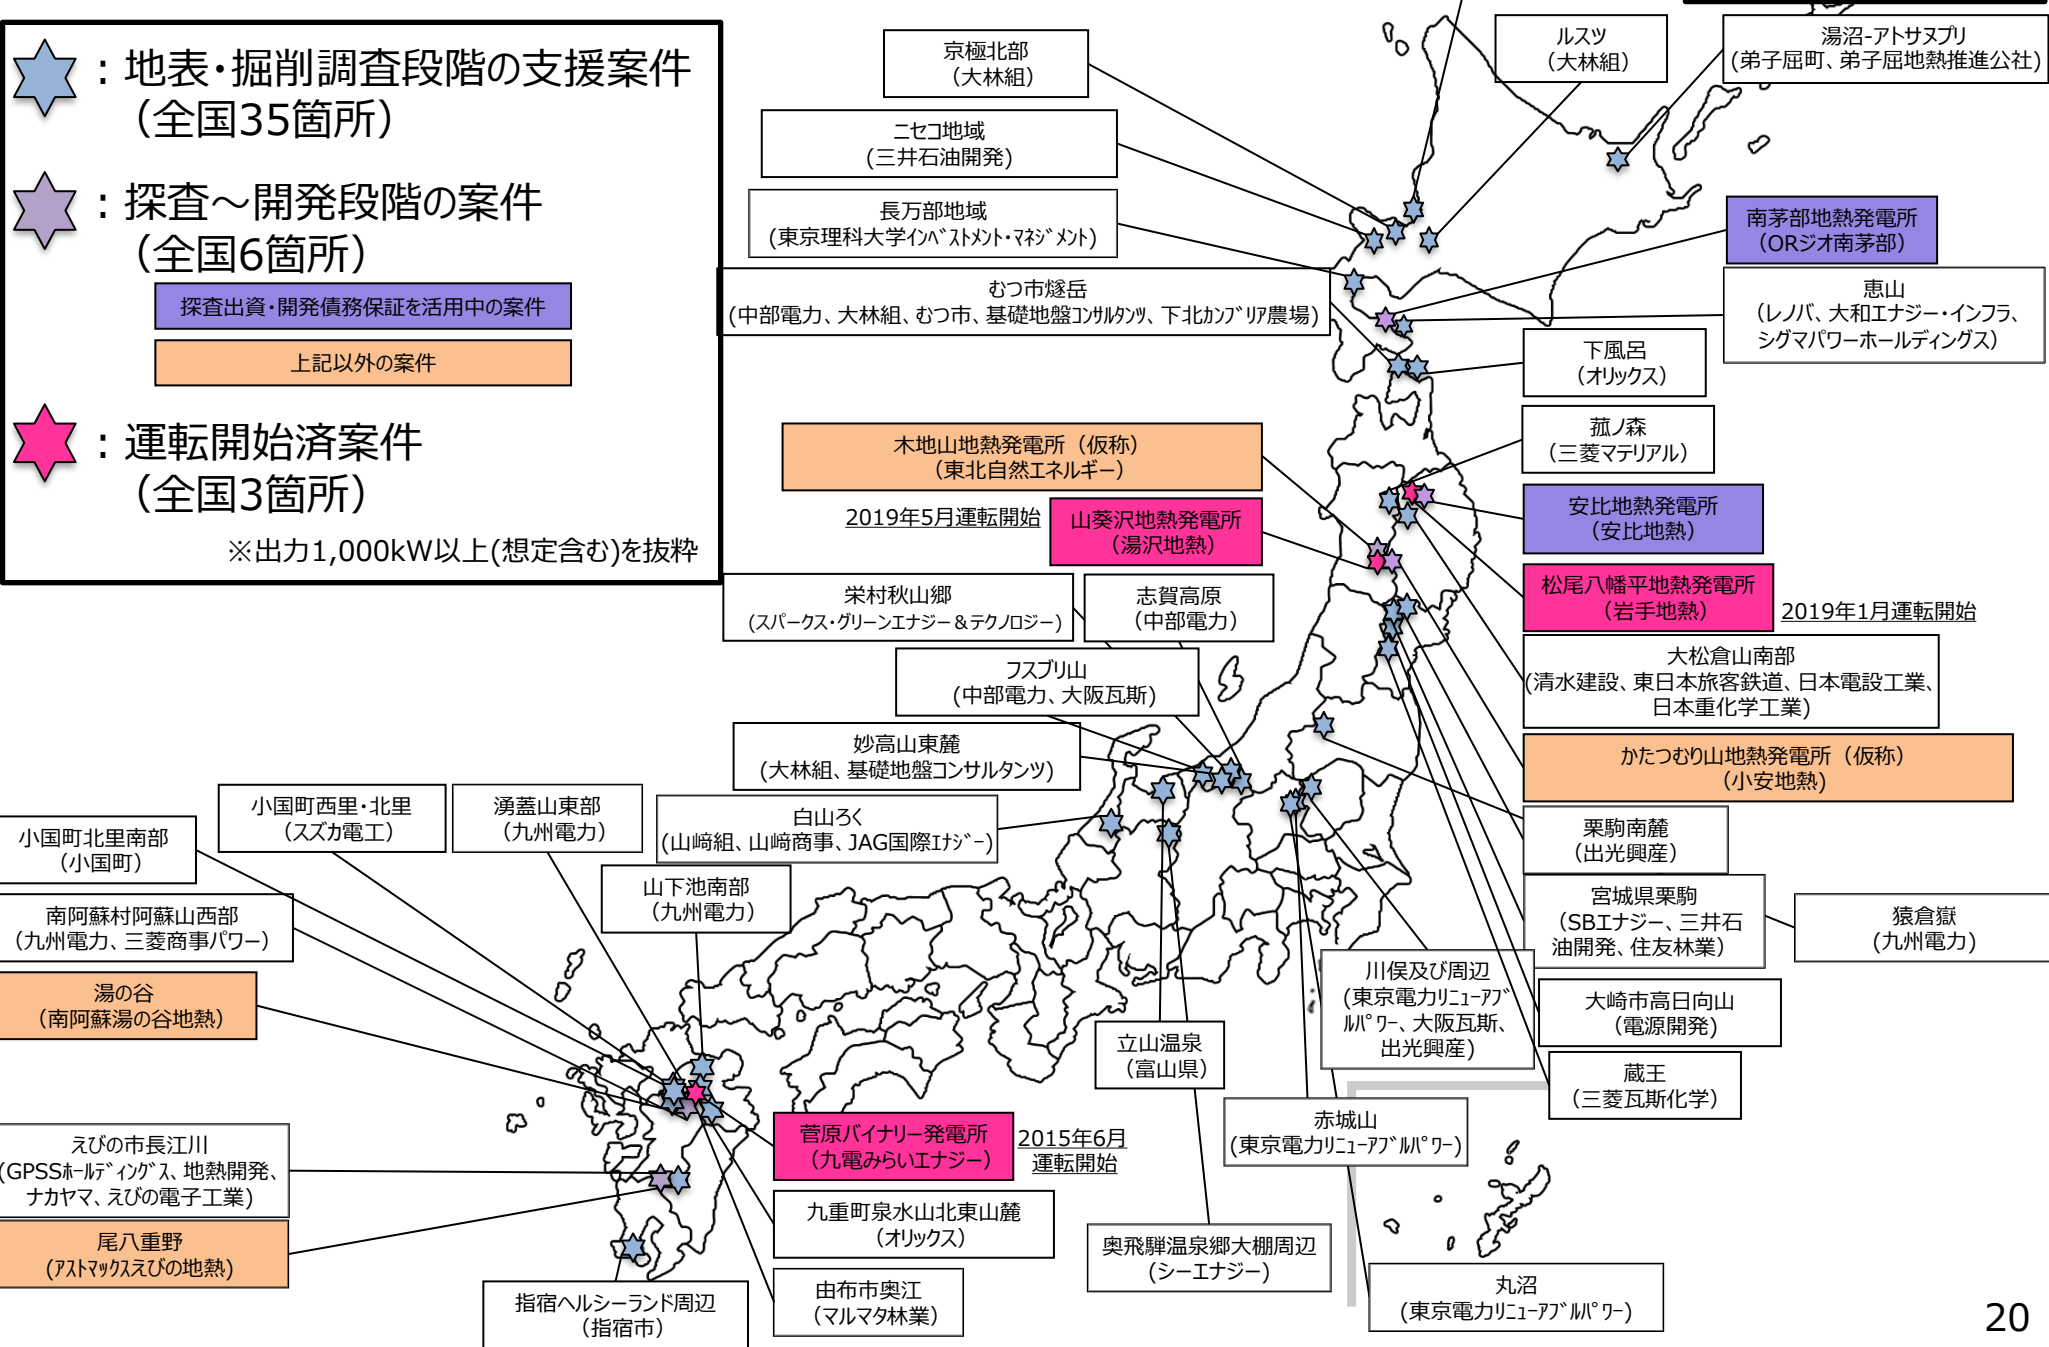 ：地表・掘削調査段階の支援案件
（全国35箇所）
：探査～開発段階の案件
（全国6箇所）
探査出資・開発債務保証を活用中の案件
上記以外の案件
：運転開始済案件
（全国3箇所）
※出力1,000kW以上(想定含む)を抜粋
京極北部
（大林組）
ニセコ地域
(三井石油開発)
長万部地域
(東京理科大学ｲﾝﾍﾞｽﾄﾒﾝﾄ・ﾏﾈｼﾞﾒﾝﾄ)
むつ市燧岳
(中部電力、大林組、むつ市、基礎地盤ｺﾝｻﾙﾀﾝﾂ、下北ｶﾝﾌﾞﾘｱ農場)
ルスツ
（大林組）
湯沼-アトサヌプリ
(弟子屈町、弟子屈地熱推進公社)
南茅部地熱発電所
（ORジオ南茅部）
恵山
（レノバ、大和エナジー・インフラ、
シグマパワーホールディングス）
下風呂
（オリックス）
菰ノ森
（三菱マテリアル）
木地山地熱発電所（仮称）
（東北自然エネルギー）
2019年5月運転開始
山葵沢地熱発電所
（湯沢地熱）
安比地熱発電所
（安比地熱）
松尾八幡平地熱発電所
（岩手地熱）
2019年1月運転開始
栄村秋山郷
(スパークス・グリーンエナジー＆テクノロジー)
志賀高原
（中部電力）
フスブリ山
(中部電力、大阪瓦斯)
大松倉山南部
(清水建設、東日本旅客鉄道、日本電設工業、
日本重化学工業)
妙高山東麓
(大林組、基礎地盤コンサルタンツ)
かたつむり山地熱発電所（仮称）
（小安地熱）
小国町西里・北里
（スズカ電工）
湧蓋山東部
（九州電力）
白山ろく
(山﨑組、山﨑商事、JAG国際ｴﾅｼﾞｰ)
小国町北里南部
（小国町）
栗駒南麓
（出光興産）
山下池南部
（九州電力）
南阿蘇村阿蘇山西部
（九州電力、三菱商事パワー）
宮城県栗駒
（SBエナジー、三井石
油開発、住友林業）
猿倉嶽
（九州電力）
湯の谷
（南阿蘇湯の谷地熱）
川俣及び周辺
（東京電力ﾘﾆｭｰｱﾌﾞ
ﾙﾊﾟﾜｰ、大阪瓦斯、
出光興産）
大崎市高日向山
（電源開発）
立山温泉
（富山県）
蔵王
（三菱瓦斯化学）
菅原バイナリー発電所
（九電みらいエナジー）
2015年6月
運転開始
赤城山
(東京電力ﾘﾆｭｰｱﾌﾞﾙﾊﾟﾜｰ)
えびの市長江川
(GPSSﾎｰﾙﾃﾞｨﾝｸﾞｽ、地熱開発、
ナカヤマ、えびの電子工業)
九重町泉水山北東山麓
（オリックス）
尾八重野
(ｱｽﾄﾏｯｸｽえびの地熱)
奥飛騨温泉郷大棚周辺
（シーエナジー）
由布市奥江
（マルマタ林業）
指宿ヘルシーランド周辺
（指宿市）
丸沼
(東京電力ﾘﾆｭｰｱﾌﾞﾙﾊﾟﾜｰ)
20